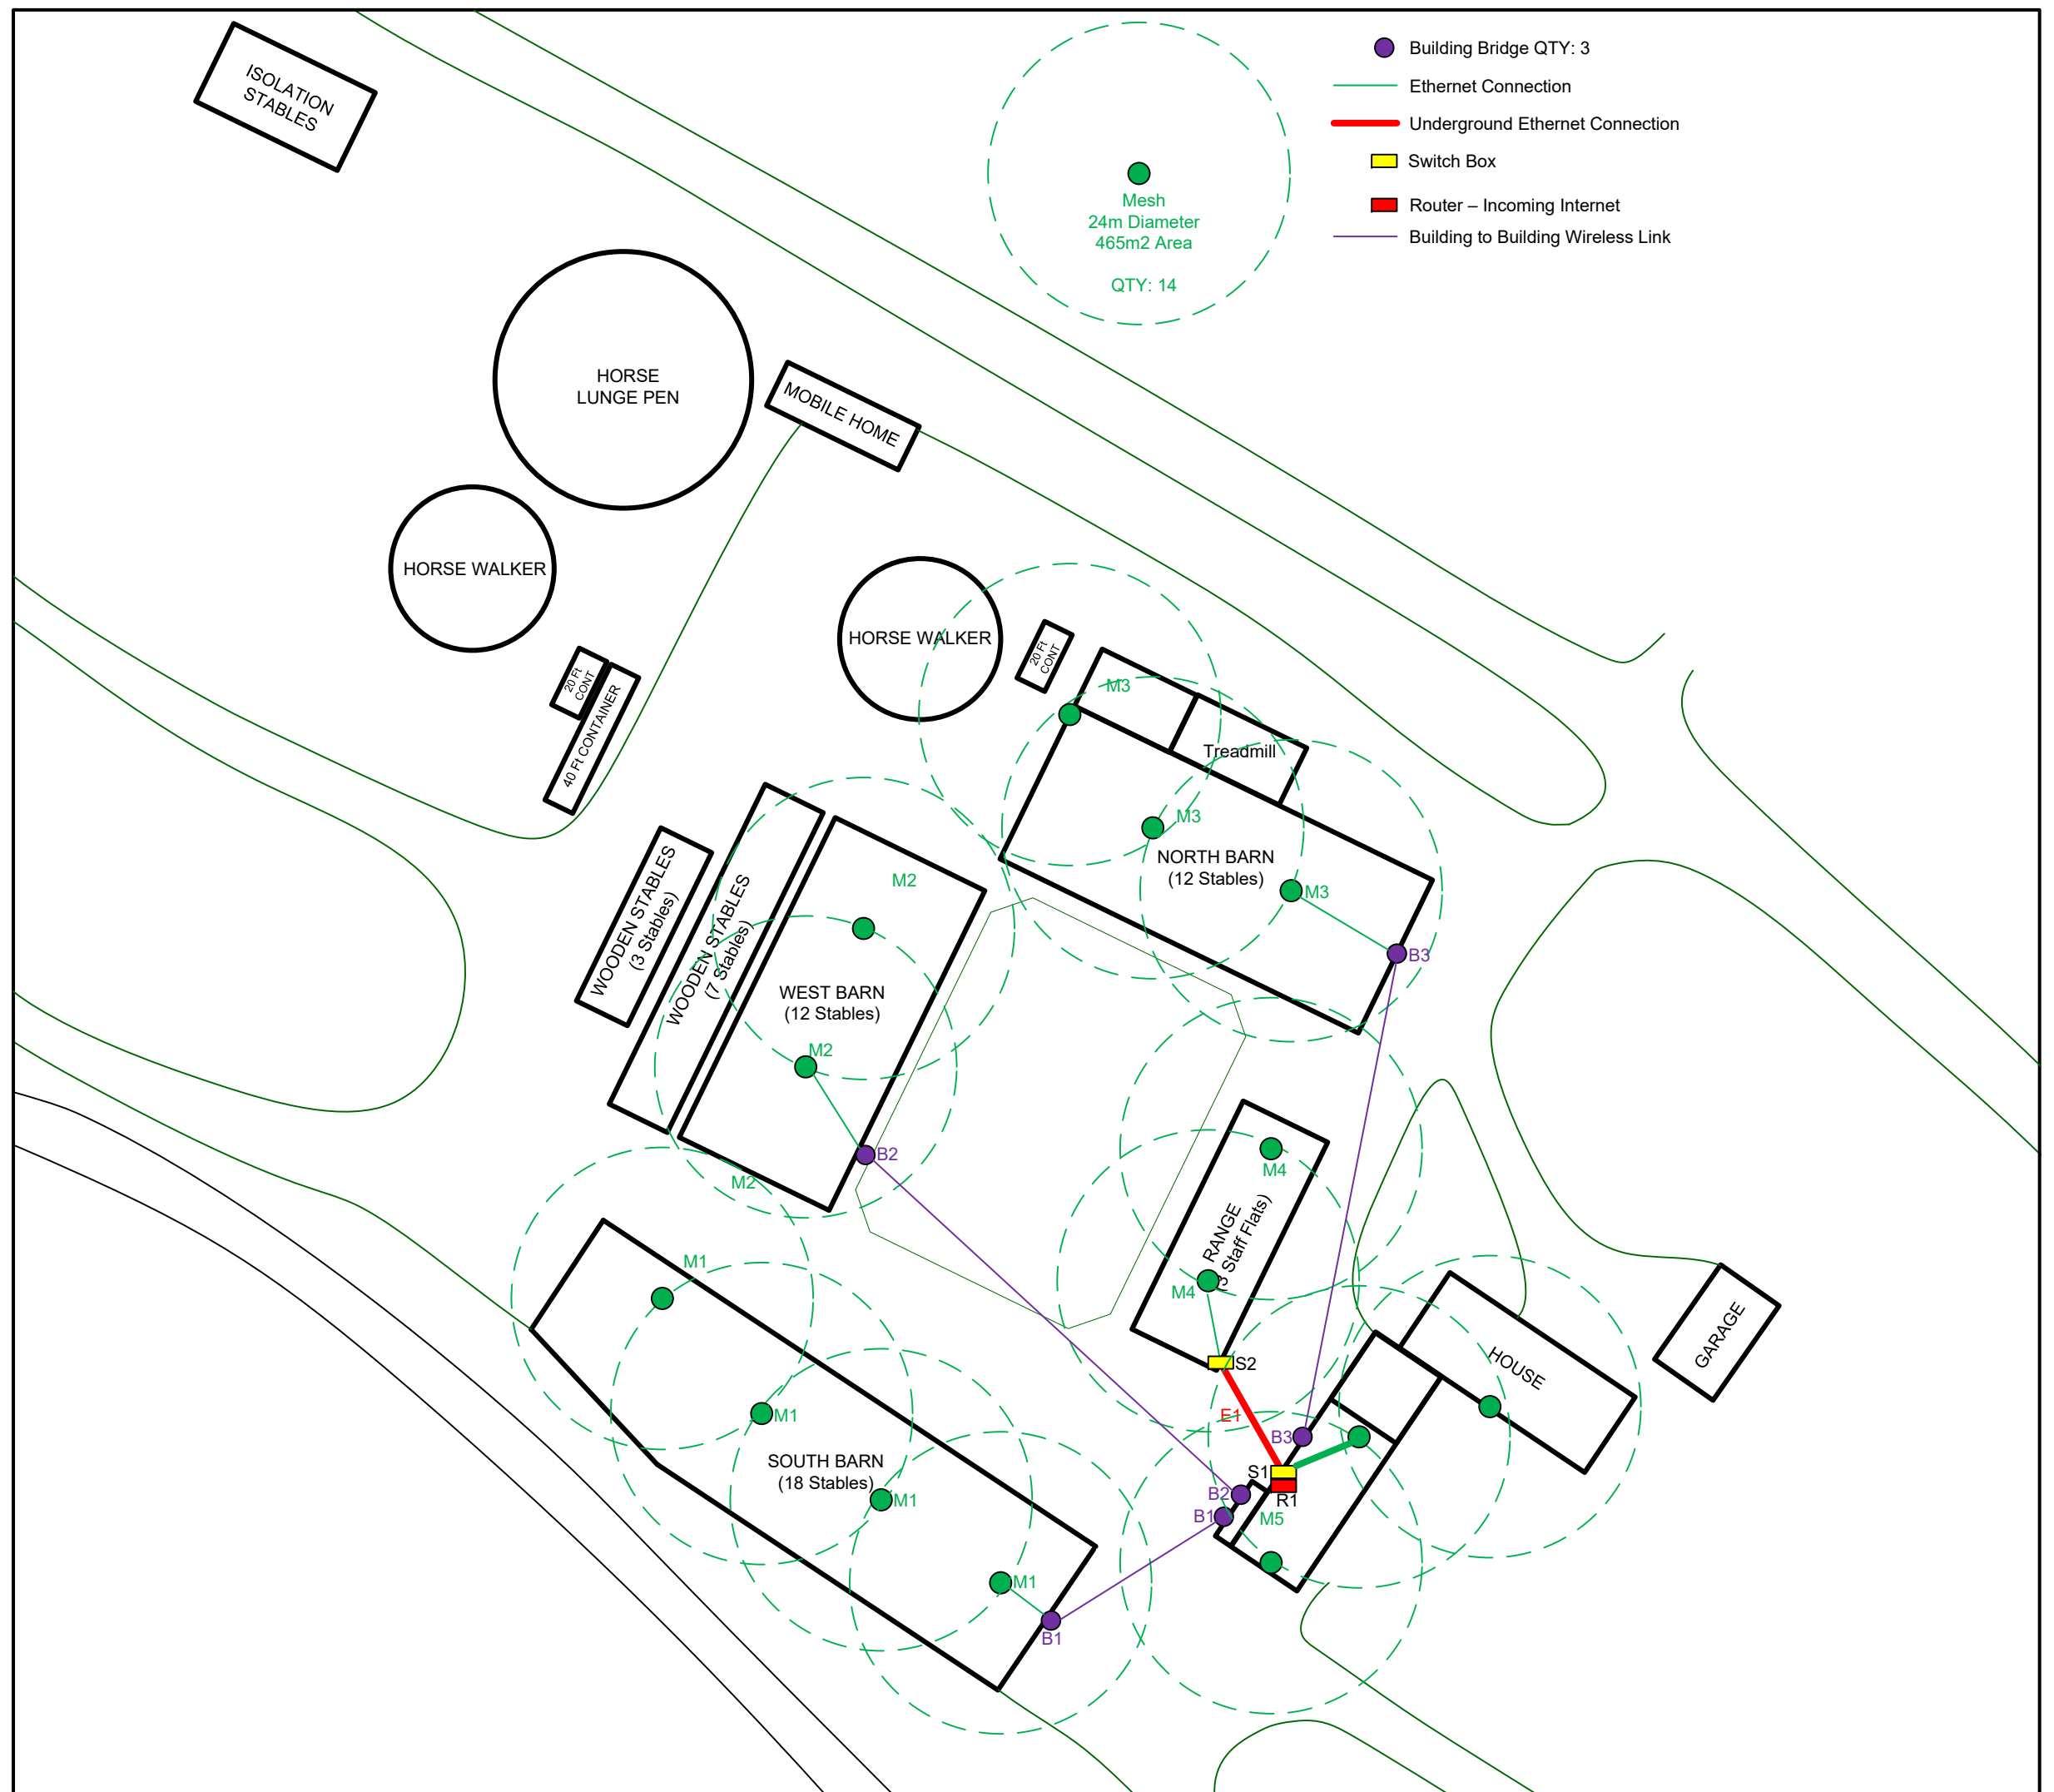 Building Bridge QTY: 3
Ethernet Connection
Underground Ethernet Connection
Switch Box
Router – Incoming Internet
Building to Building Wireless Link
Mesh
24m Diameter
465m2 Area
QTY: 14
ISOLATION
STABLES
HORSE
LUNGE PEN
MOBILE HOME
HORSE WALKER
HORSE WALKER
20 Ft
CONT
20 Ft
CONT
40 Ft CONTAINER
M3
Treadmill
M3
NORTH BARN
(12 Stables)
M3
B3
WOODEN STABLES
(3 Stables)
WOODEN STABLES
(7 Stables)
M2
WEST BARN
(12 Stables)
M2
B2
M2
M4
RANGE
(3 Staff Flats)
M4
S2
E1
HOUSE
GARAGE
M1
M1
SOUTH BARN
(18 Stables)
M1
M1
B1
B3
S1
R1
B2
B1
M5